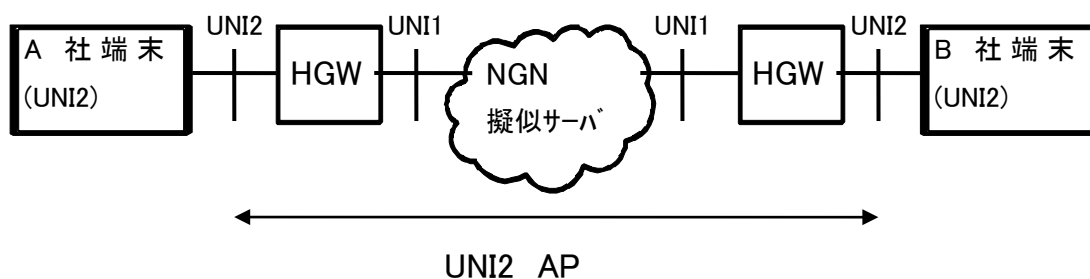 UNI2
UNI1
UNI1
UNI2
A 社 端 末
(UNI2)
HGW
NGN
擬似サーバ
HGW
B 社 端 末
(UNI2)
UNI2 AP